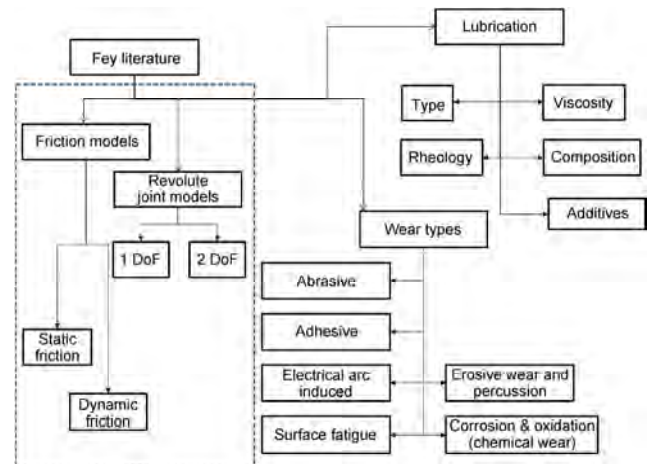 Lubrication
Fey literature
Type
Viscosity
Friction models
Rheology
Composition
Revolute
joint models
Additives
Wear types
1 DoF
2 DoF
Abrasive
Static
friction
Adhesive
Electrical arc
induced
Erosive wear and
percussion
Dynamic
friction
Surface fatigue
Corrosion & oxidation
(chemical wear)